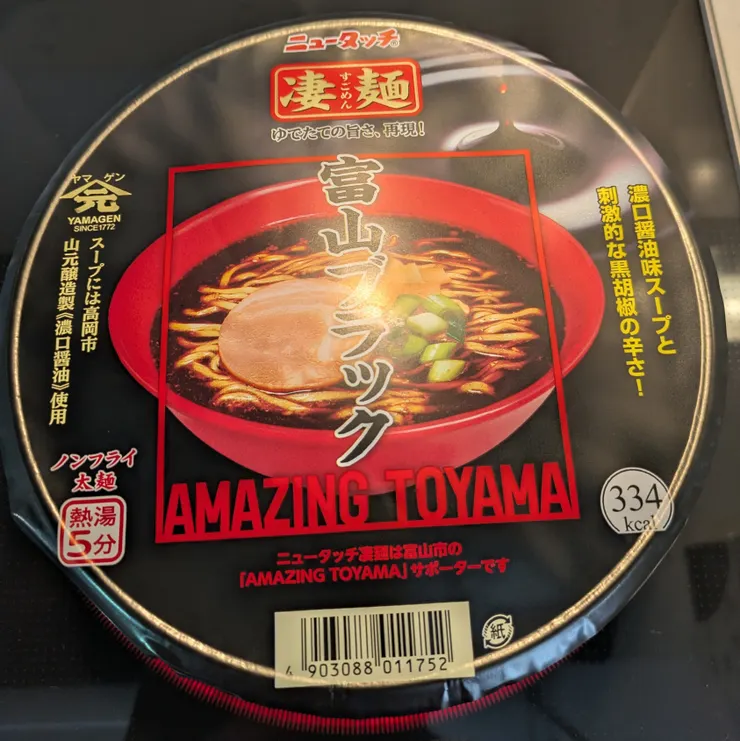 ニュータッチ®
凄麺
すごめん
ゆでたての旨さ、再現!
富山ブラック
濃口醤油味スープと
刺激的な黒胡椒の辛さ!
ヤマ ゲン
元
YAMAGEN
SINCE1772
スープには高岡市
山元醸造製《濃口醤油》使用
ノンフライ
太麺
熱湯
5分
AMAZING TOYAMA
334
kcal
ニュータッチ凄麺は富山市の
「AMAZING TOYAMA」サポーターです
4 903088 011752
紙